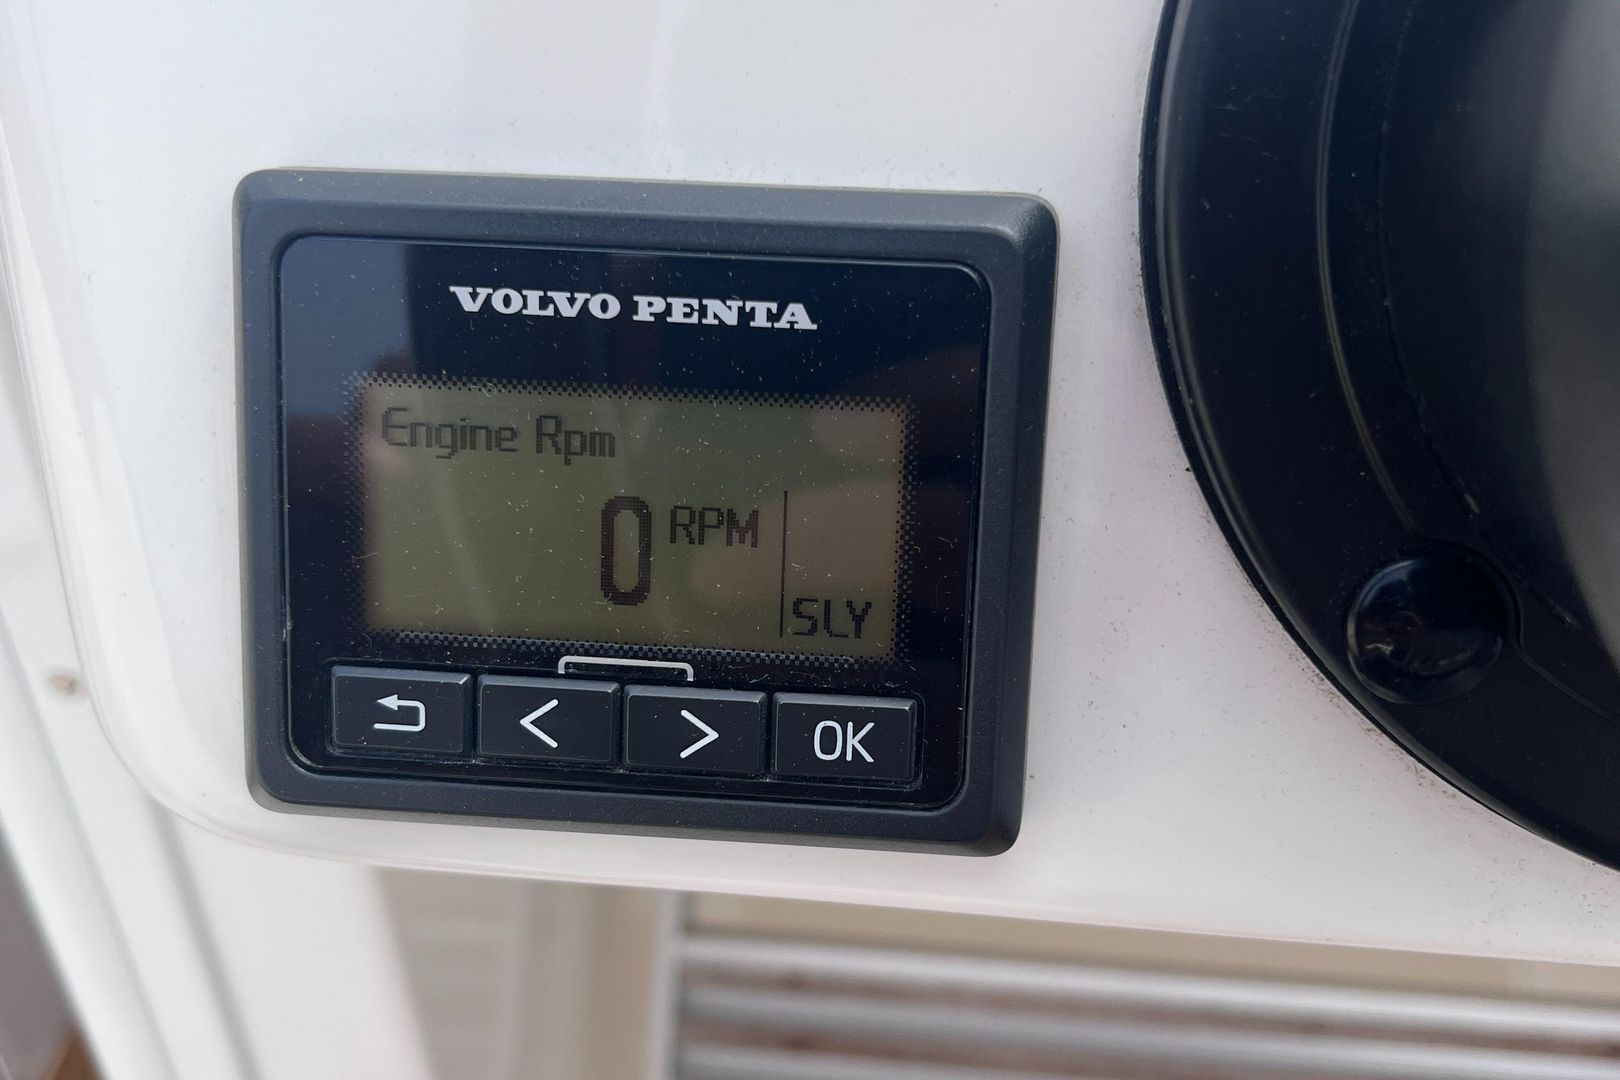 VOLVO PENTA
Engine Rpm
0 RPM
SLY
< > OK